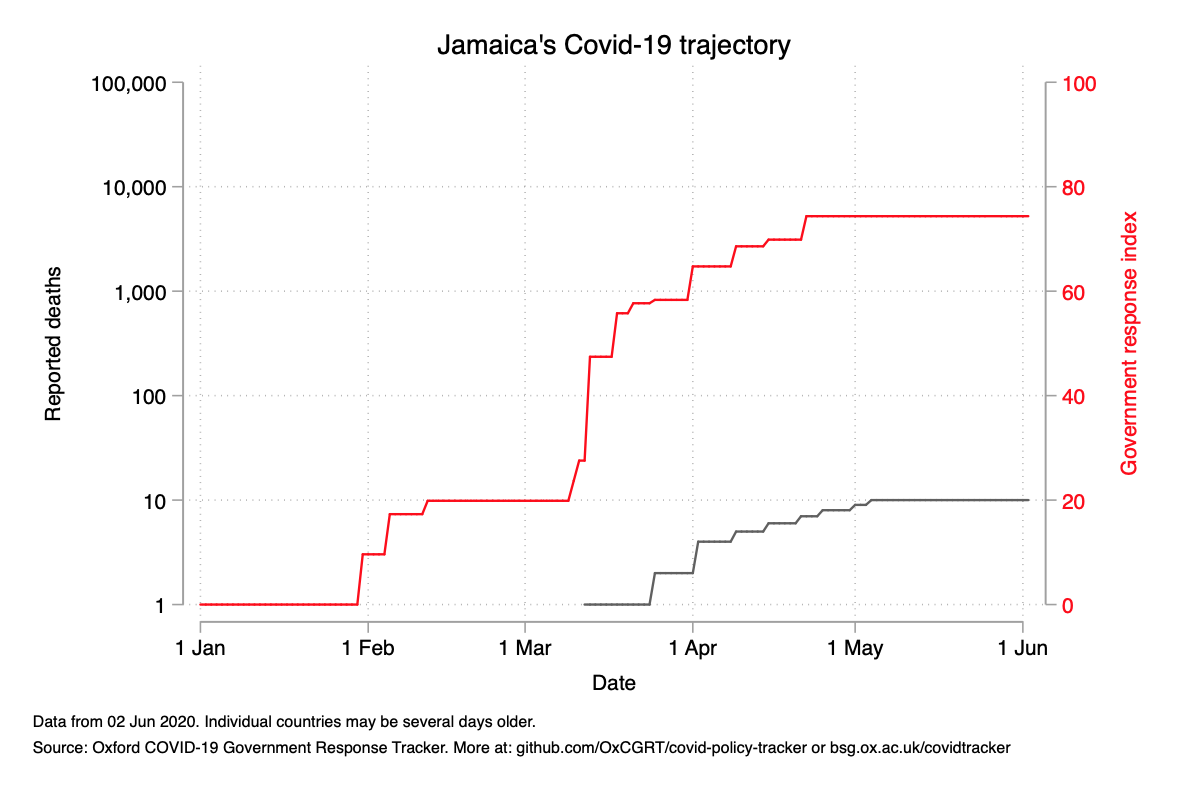 Jamaica's Covid-19 trajectory
100,000
10,000
1,000
100
10
1
Reported deaths
100
80
60
40
20
0
Government response index
1 Jan 1 Feb 1 Mar 1 Apr 1 May 1 Jun
Date
Data from 02 Jun 2020. Individual countries may be several days older.
Source: Oxford COVID-19 Government Response Tracker. More at: github.com/OxCGRT/covid-policy-tracker or bsg.ox.ac.uk/covidtracker